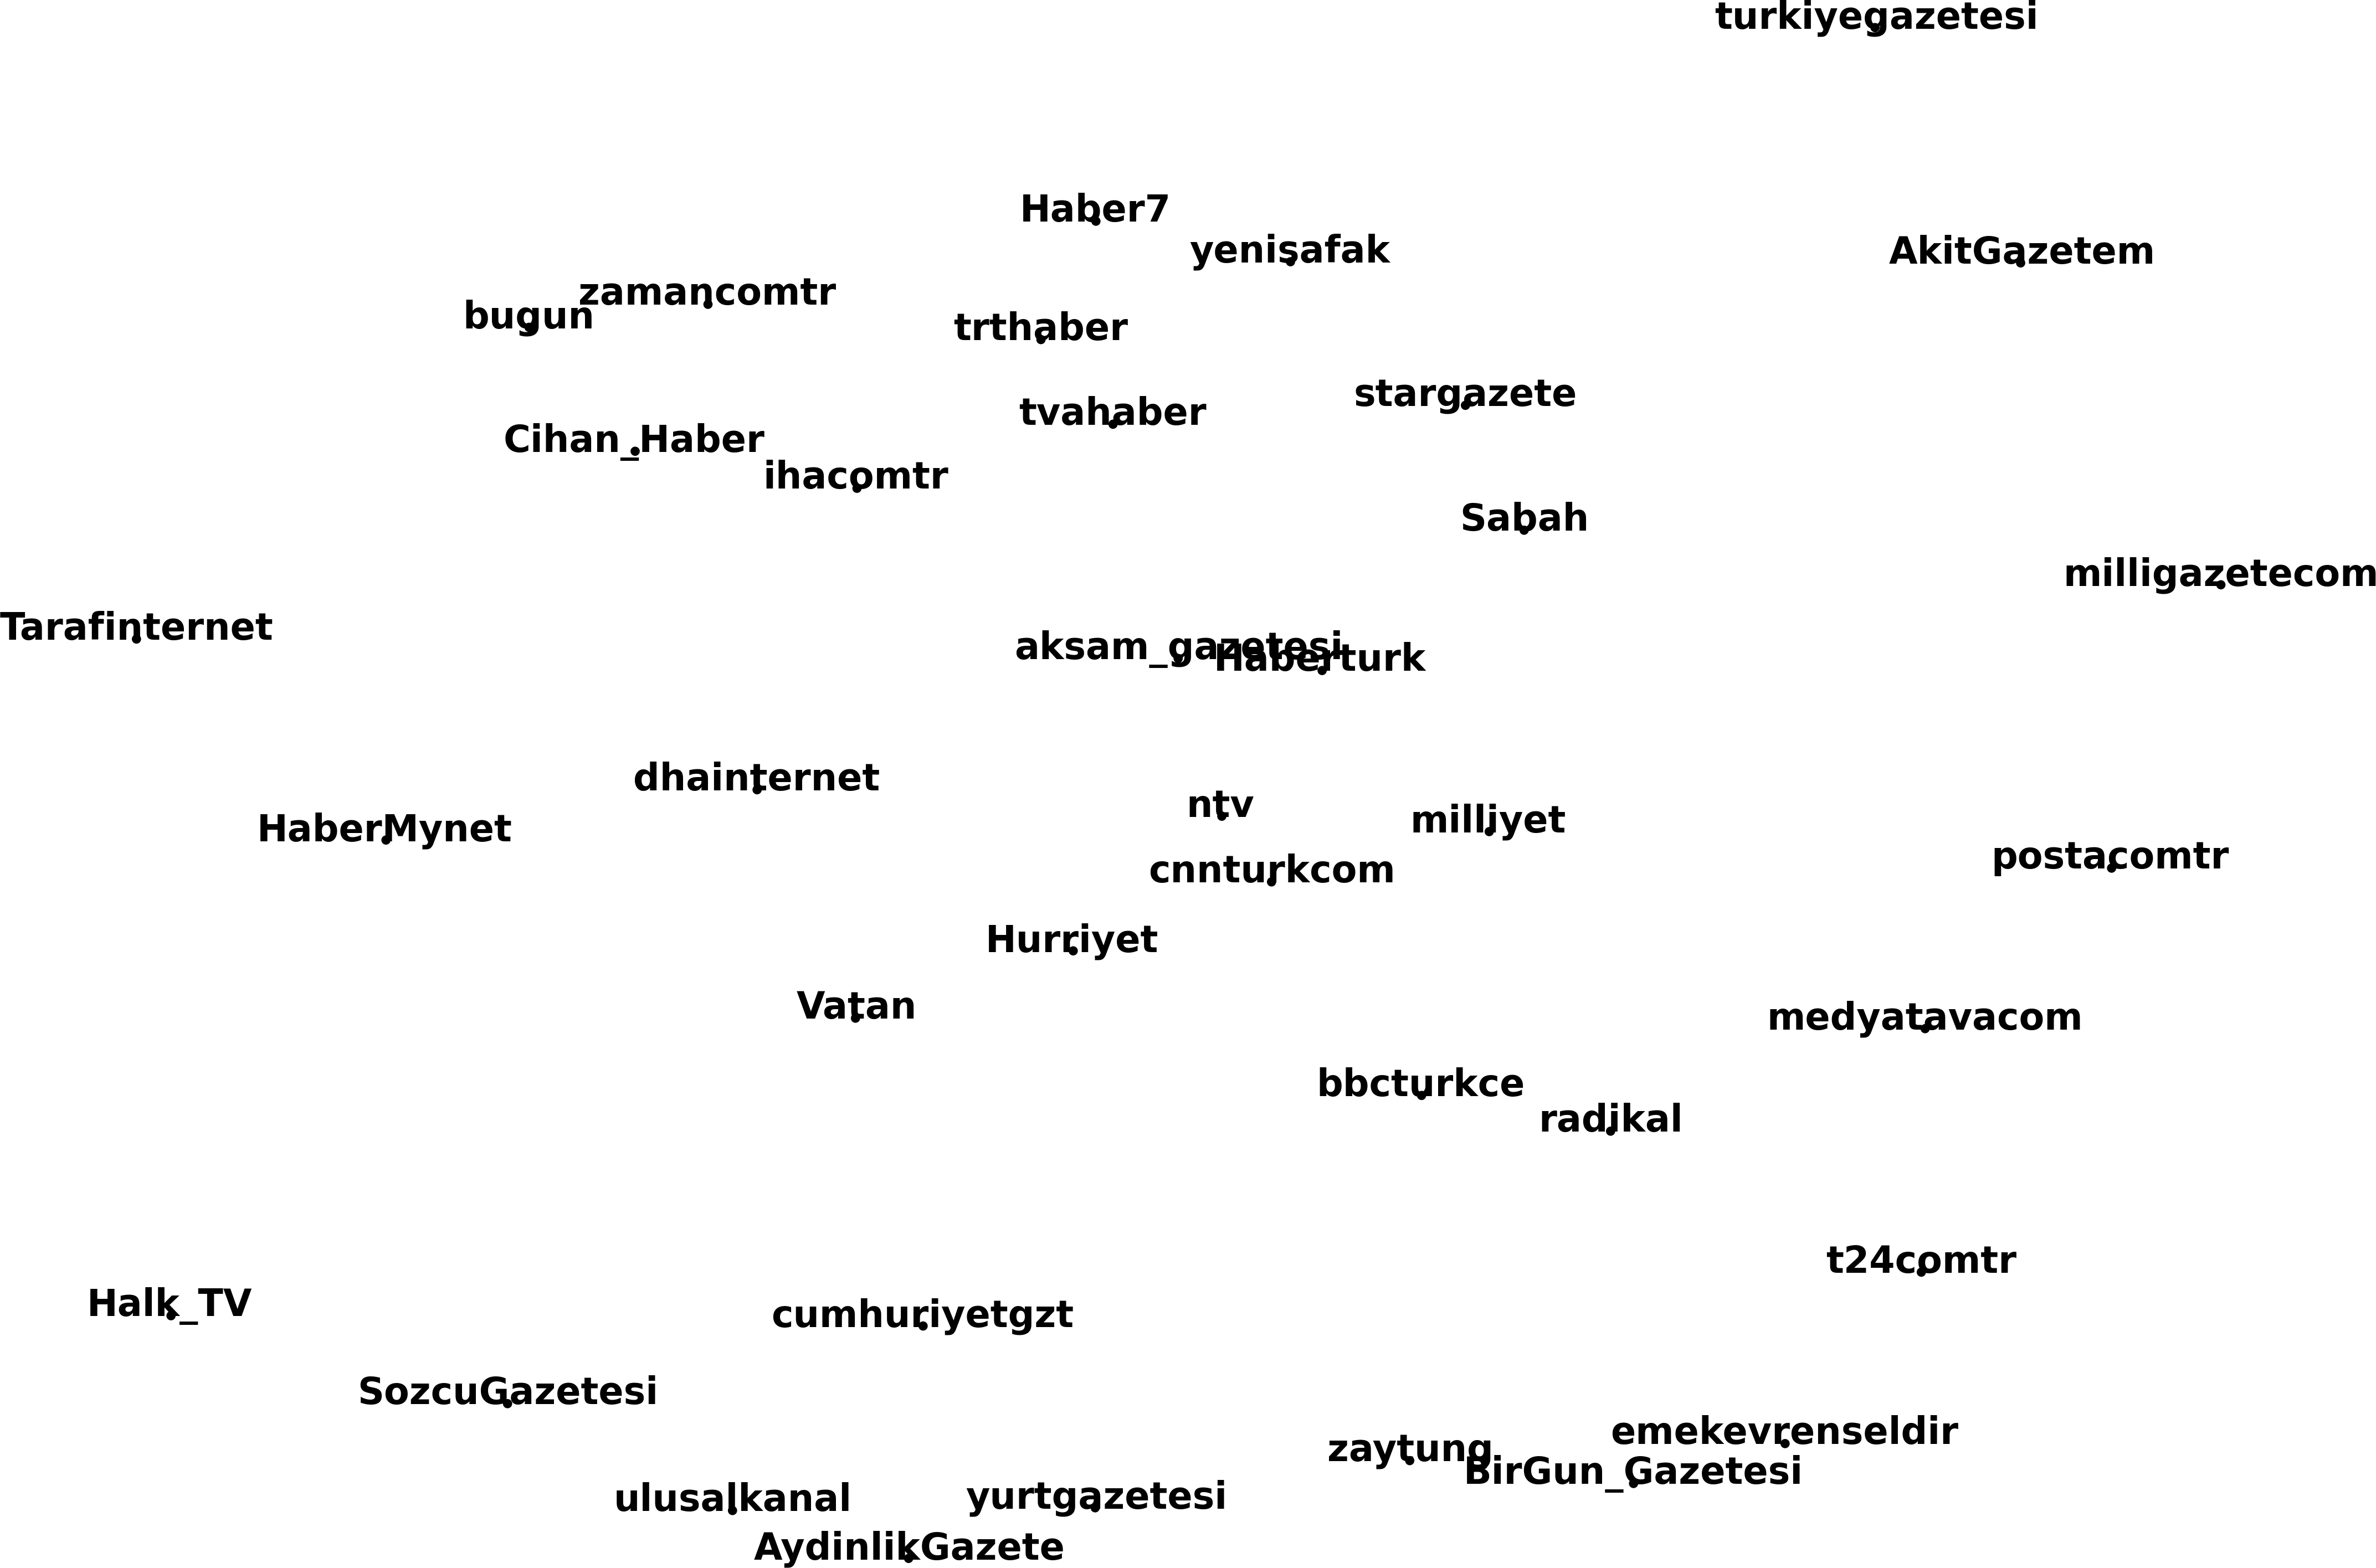 turkiyegazetesi
Haber7
yenisafak
AkitGazetem
zamancomtr
bugun
trthaber
stargazete
tvahaber
Cihan_Haber
ihacomtr
Sabah
milligazetecom
Tarafinternet
aksam_gazetesi
Haberturk
dhainternet
ntv
milliyet
HaberMynet
postacomtr
cnnturkcom
Hurriyet
Vatan
medyatavacom
bbcturkce
radikal
t24comtr
Halk_TV
cumhuriyetgzt
SozcuGazetesi
emekevrenseldir
zaytung
BirGun_Gazetesi
ulusalkanal
yurtgazetesi
AydinlikGazete